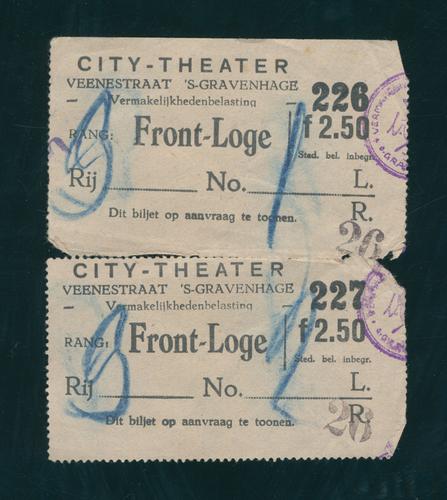 CITY-THEATER
VEENESTRAAT 'S-GRAVENHAGE
– Vermakelijkhedenbelasting – 226
RANG: Front-Loge f 2.50
Sted. bel. inbegr.
Rij No. L.
Dit biljet op aanvraag te toonen. R.
26
CITY-THEATER
VEENESTRAAT 'S-GRAVENHAGE
– Vermakelijkhedenbelasting – 227
RANG: Front-Loge f 2.50
Sted. bel. inbegr.
Rij No. L.
Dit biljet op aanvraag te toonen. R.
26